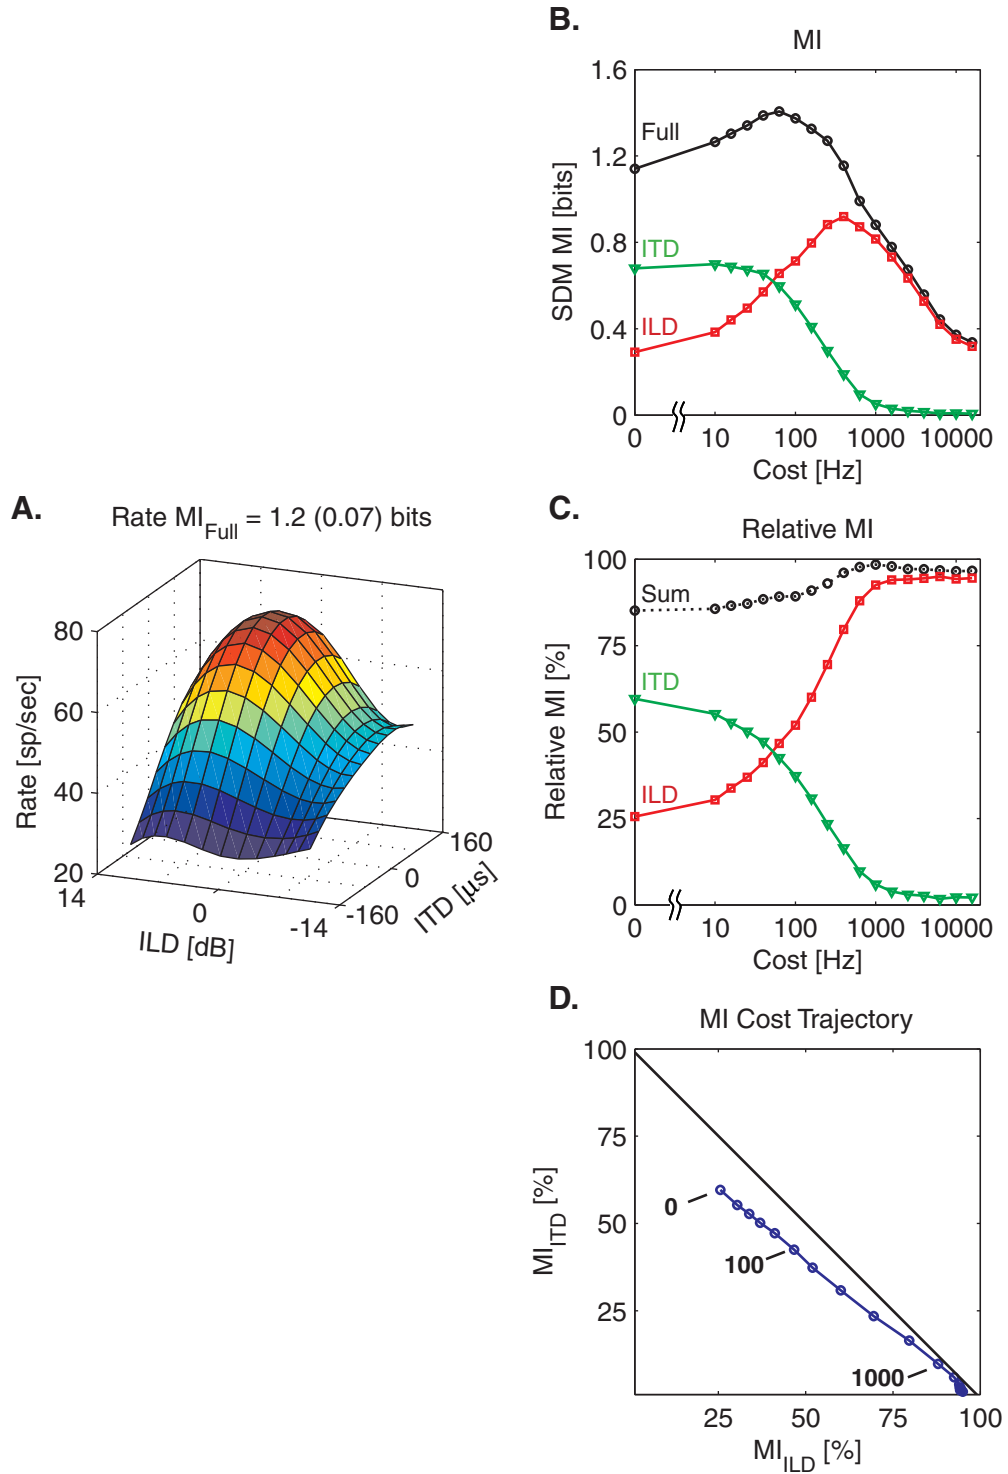 B.
MI
1.6
1.2
0.8
0.4
0
SDM MI [bits]
Full
ITD
ILD
0 10 100 1000 10000
Cost [Hz]
A.
Rate MI_Full = 1.2 (0.07) bits
80
60
40
20
Rate [sp/sec]
14
0
-14
ILD [dB]
-160
0
160
ITD [µs]
C.
Relative MI
100
75
50
25
0
Relative MI [%]
Sum
ITD
ILD
0 10 100 1000 10000
Cost [Hz]
D.
MI Cost Trajectory
100
75
50
25
MI_ITD [%]
0
100
1000
25 50 75 100
MI_ILD [%]